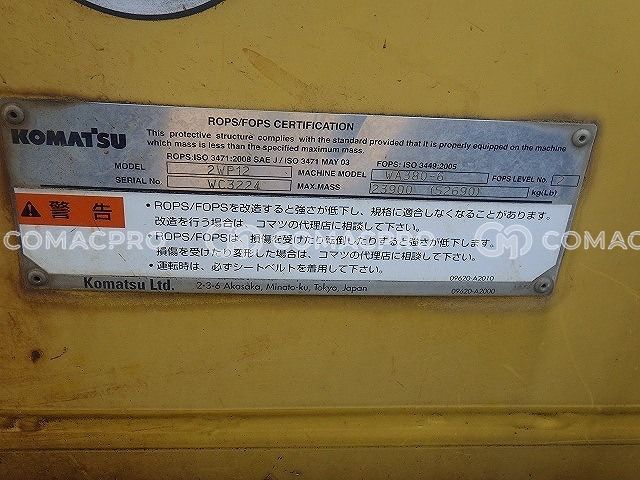 KOMATSU
ROPS/FOPS CERTIFICATION
This protective structure complies with the standard provided that it is properly equipped on the machine
which mass is less than the specified maximum mass.
ROPS:ISO 3471:2008 SAE J/ISO 3471 MAY 03 FOPS: ISO 3449:2005
MODEL 2WP12 MACHINE MODEL WA380-6 FOPS LEVEL No. 2
SERIAL No. WC3224 MAX.MASS 23900 (52690) kg(Lb)
警告
• ROPS/FOPSを改造すると強さが低下し、規格に適合しなくなることがあります。
改造を行う場合は、コマツの代理店に相談して下さい。
• ROPS/FOPSは、損傷を受けたり転倒したりすると強さが低下します。
損傷を受けたり変形した場合は、コマツの代理店に相談して下さい。
• 運転時は、必ずシートベルトを着用して下さい。
09620-A2010
Komatsu Ltd. 2-3-6 Akasaka, Minato-ku, Tokyo, Japan 09620-A2000
COMACPRO
COMAC